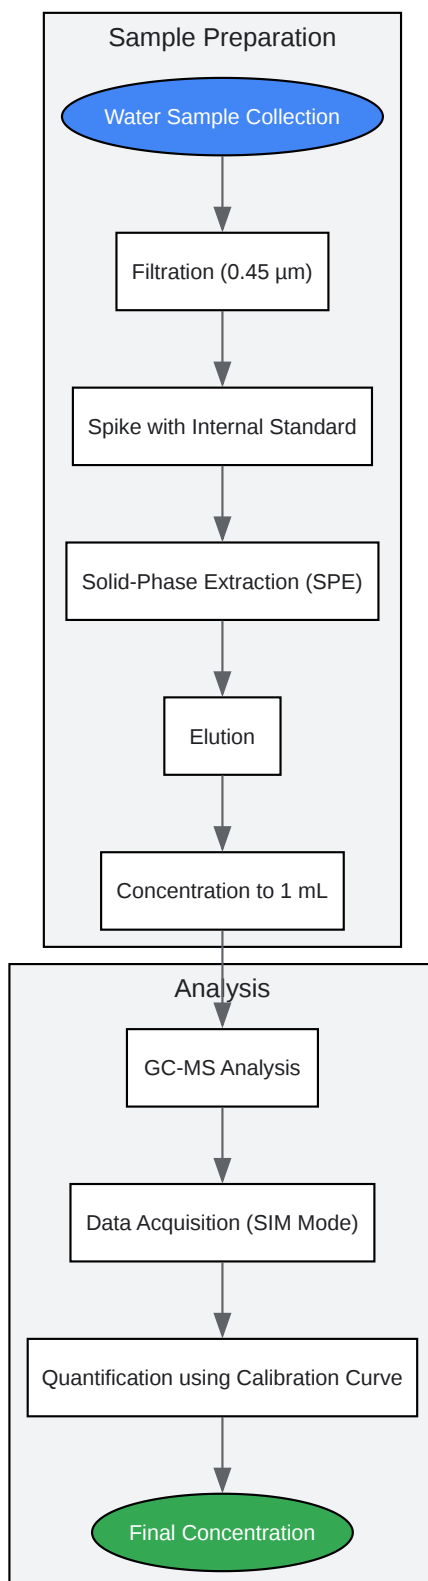 Sample Preparation
Water Sample Collection
Filtration (0.45 µm)
Spike with Internal Standard
Solid-Phase Extraction (SPE)
Elution
Concentration to 1 mL
Analysis
GC-MS Analysis
Data Acquisition (SIM Mode)
Quantification using Calibration Curve
Final Concentration